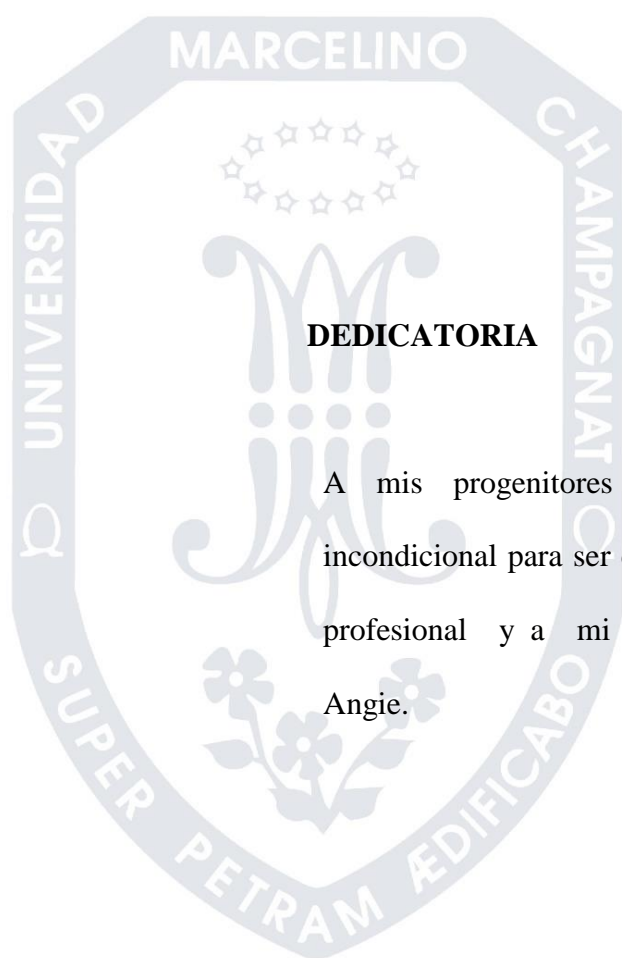 MARCELINO
CHAMPAGNAT
UNIVERSIDAD
DEDICATORIA
A mis progenitores
incondicional para ser
profesional y a mi
Angie.
SUPER PETRAM ÆDIFICABO